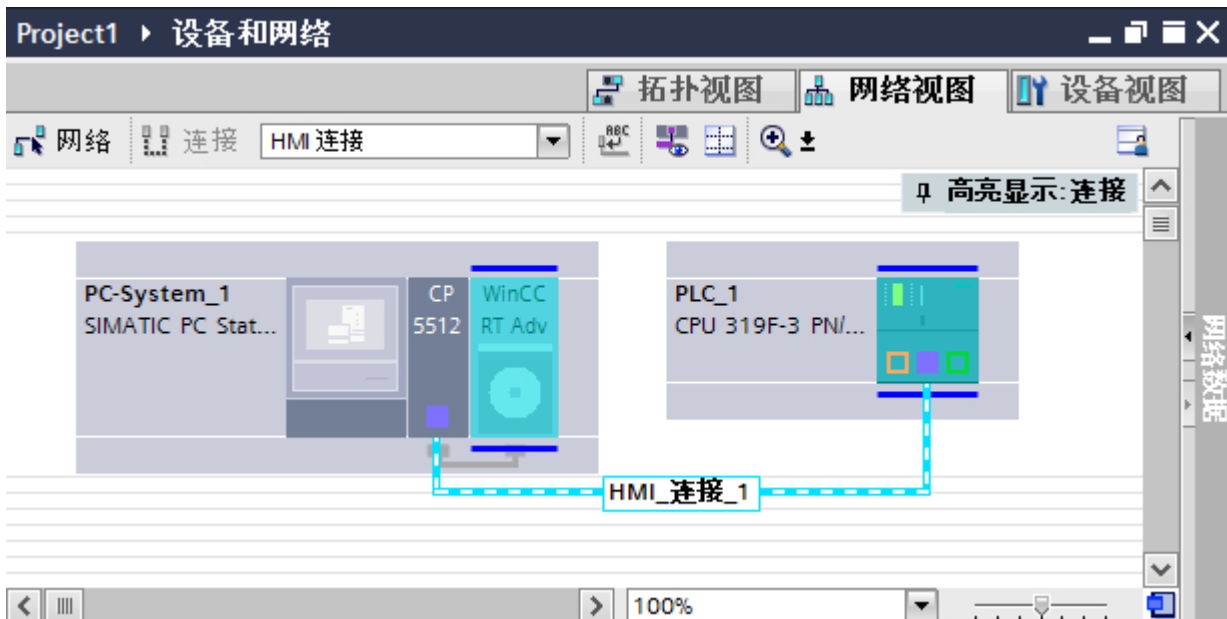 Project1 ▸ 设备和网络
拓扑视图 网络视图 设备视图
网络 连接 HMI 连接
高亮显示:连接
PC-System_1
SIMATIC PC Stat...
CP
5512
WinCC
RT Adv
PLC_1
CPU 319F-3 PN/...
HMI_连接_1
网络数据
100%